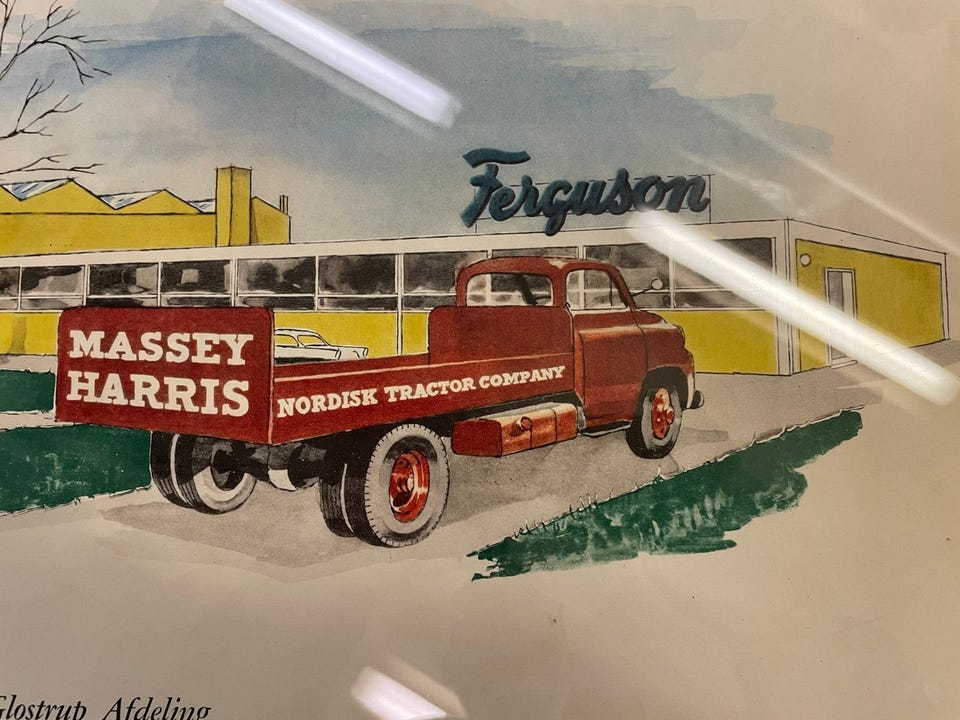 Ferguson
MASSEY
HARRIS
NORDISK TRACTOR COMPANY
Glostrup Afdeling